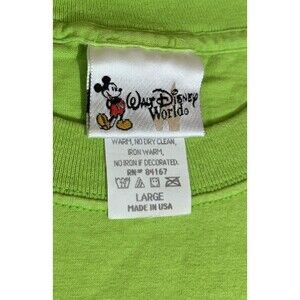 Walt Disney
World®
WARM, NO DRY CLEAN,
IRON WARM,
NO IRON IF DECORATED.
RN# 84167
LARGE
MADE IN USA